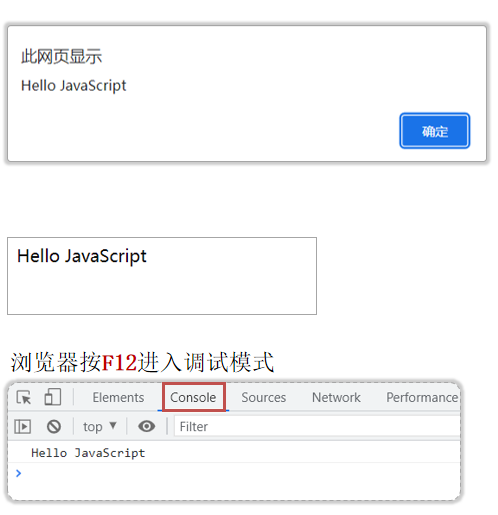 此网页显示
Hello JavaScript
确定
Hello JavaScript
浏览器按F12进入调试模式
Elements Console Sources Network Performance
top ▼ Filter
Hello JavaScript
>